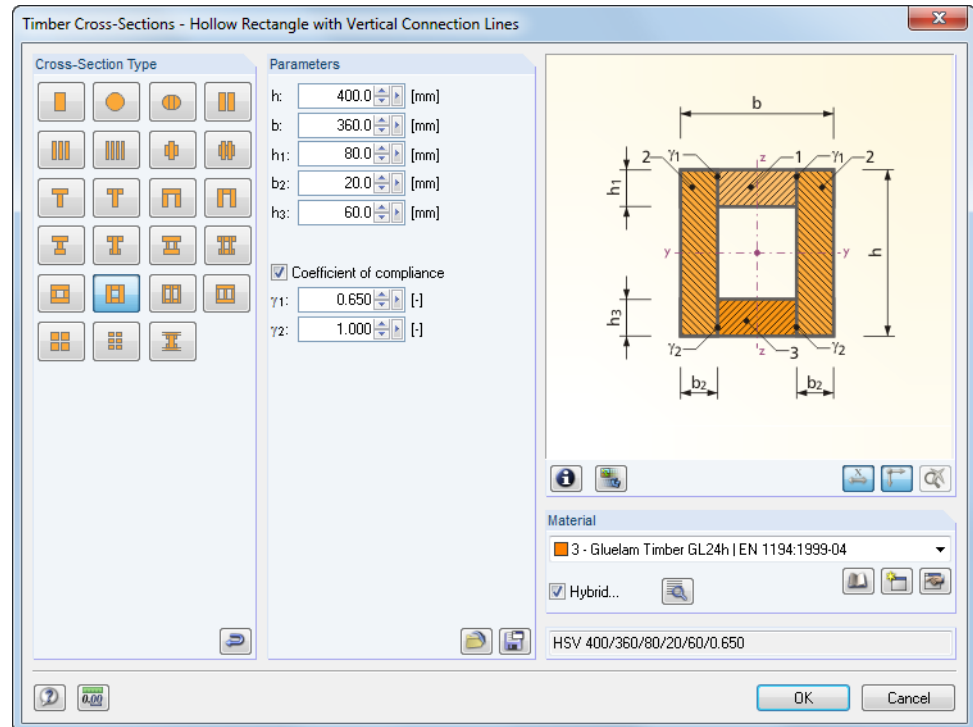 Timber Cross-Sections - Hollow Rectangle with Vertical Connection Lines
x
Cross-Section Type
Parameters
h: 400.0 [mm]
b: 360.0 [mm]
h1: 80.0 [mm]
b2: 20.0 [mm]
h3: 60.0 [mm]
Coefficient of compliance
γ1: 0.650 [-]
γ2: 1.000 [-]
b
2 γ1 z 1 γ1 2
h1
y y
h
h3
γ2 z 3 γ2
b2 b2
X
Material
3 - Gluelam Timber GL24h | EN 1194:1999-04
Hybrid...
HSV 400/360/80/20/60/0.650
0.00
OK
Cancel